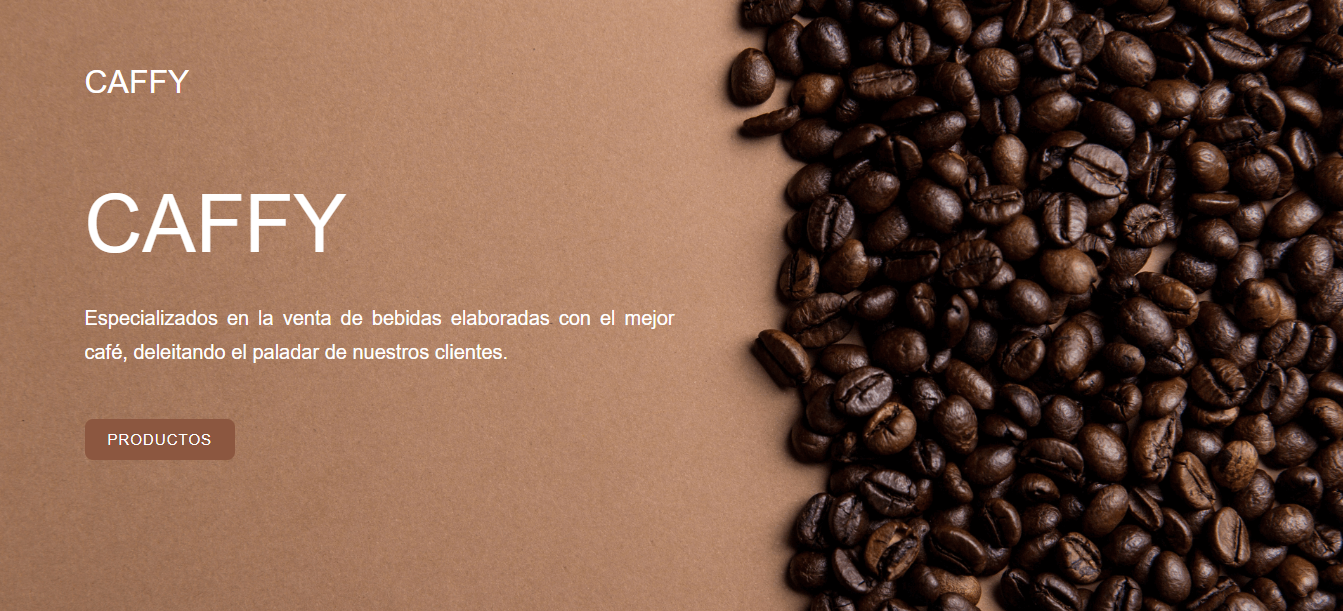 CAFFY
CAFFY
Especializados en la venta de bebidas elaboradas con el mejor
café, deleitando el paladar de nuestros clientes.
PRODUCTOS